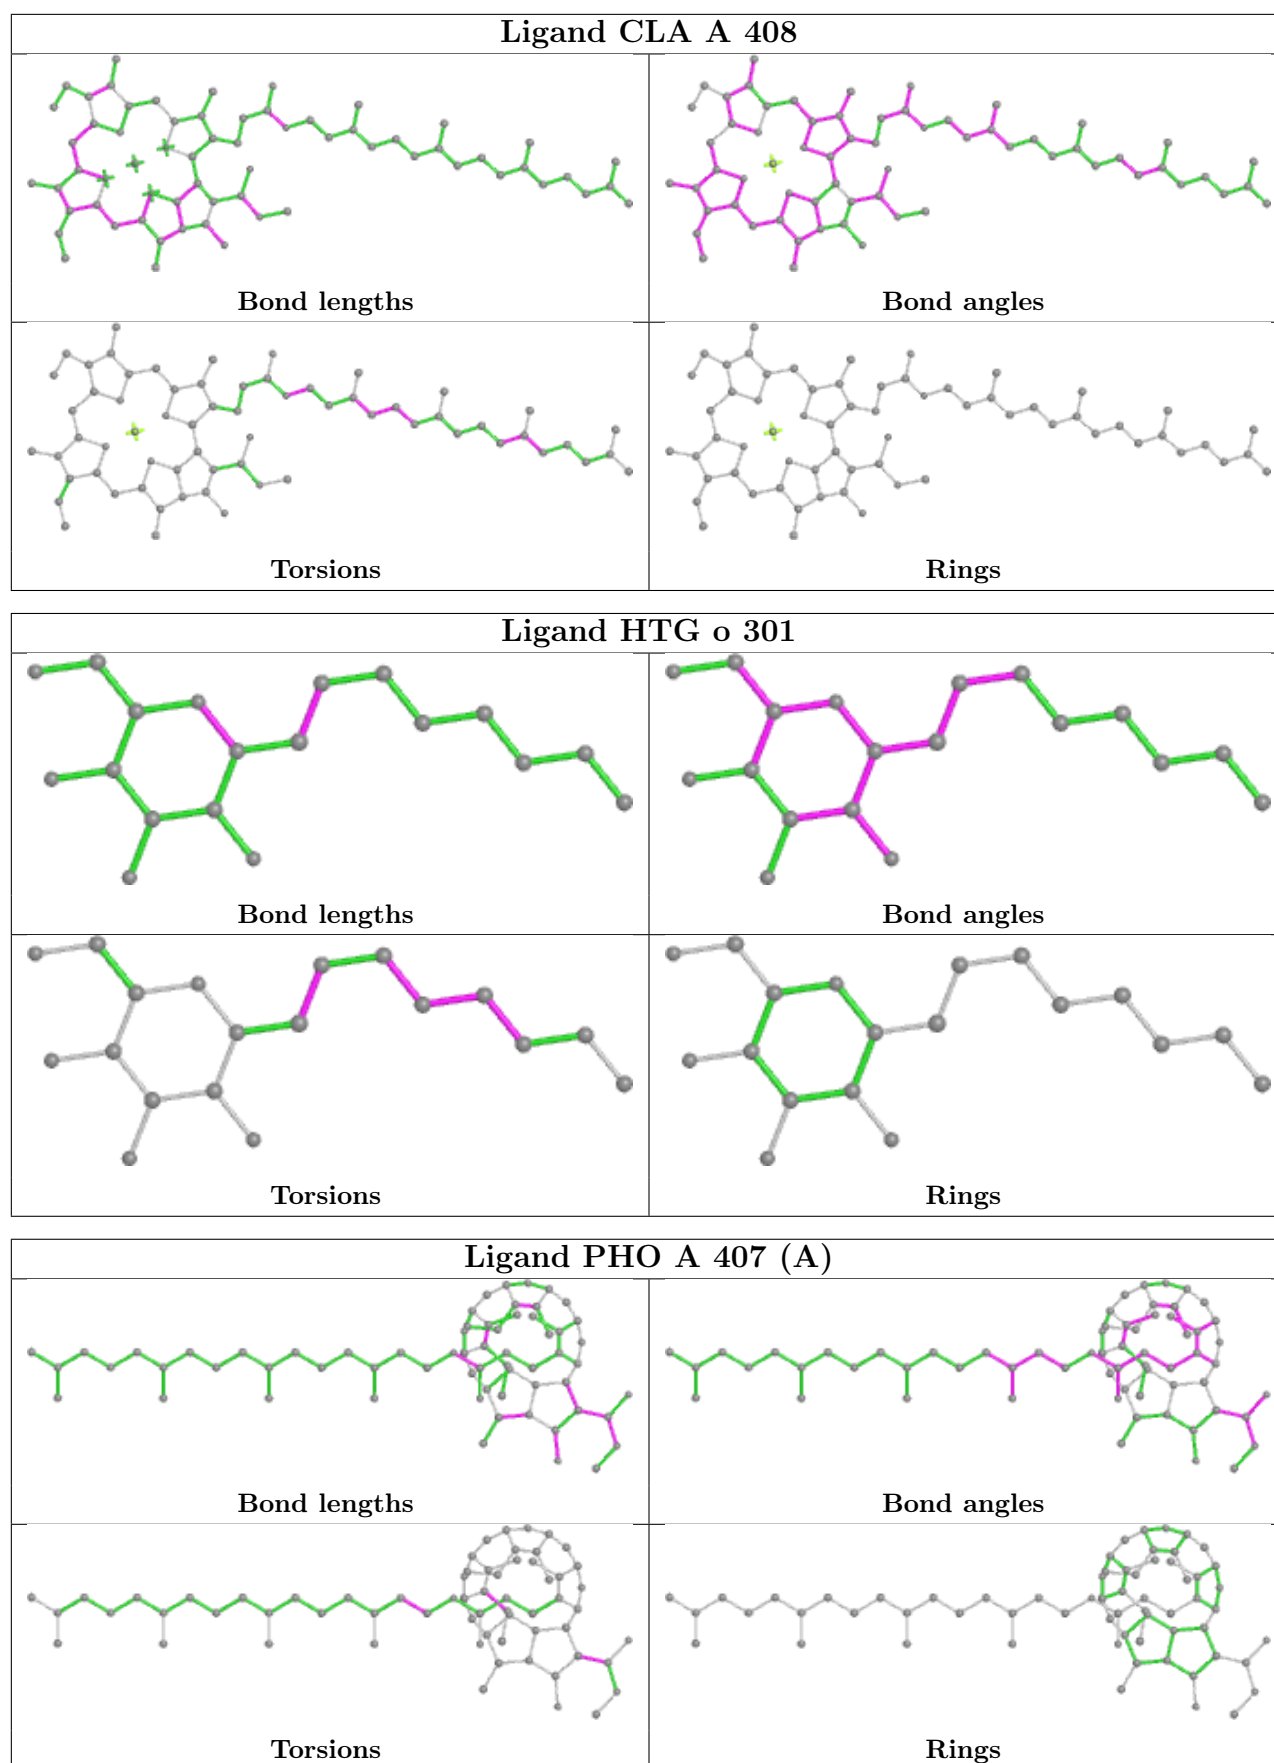 Ligand CLA A 408
Bond lengths
Bond angles
Torsions
Rings
Ligand HTG o 301
Bond lengths
Bond angles
Torsions
Rings
Ligand PHO A 407 (A)
Bond lengths
Bond angles
Torsions
Rings